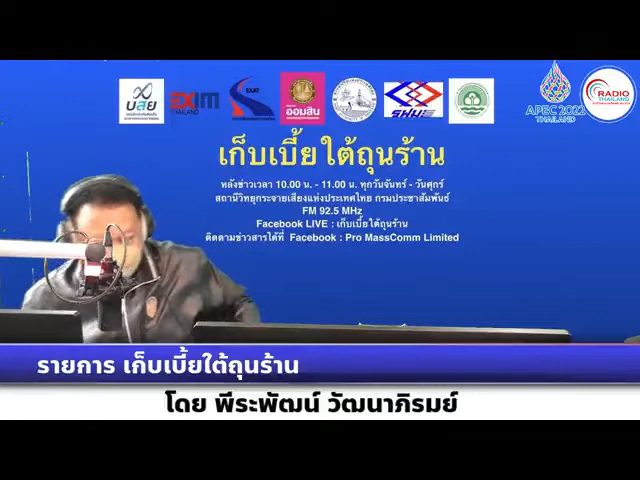 บสย
EXIM
THAILAND
EXAT
ออมสิน
รฟม
APEC 2022
THAILAND
RADIO
THAILAND
เก็บเบี้ยใต้ถุนร้าน
หลังข่าวเวลา 10.00 น. - 11.00 น. ทุกวันจันทร์ - วันศุกร์
สถานีวิทยุกระจายเสียงแห่งประเทศไทย กรมประชาสัมพันธ์
FM 92.5 MHz
Facebook LIVE : เก็บเบี้ยใต้ถุนร้าน
ติดตามข่าวสารได้ที่ Facebook : Pro MassComm Limited
รายการ เก็บเบี้ยใต้ถุนร้าน
โดย พีระพัฒน์ วัฒนาภิรมย์